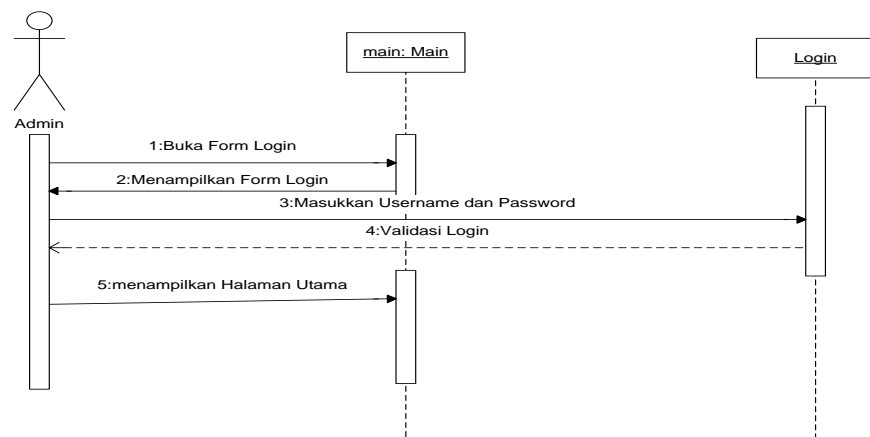 main: Main
Login
Admin
1:Buka Form Login
2:Menampilkan Form Login
3:Masukkan Username dan Password
4:Validasi Login
5:menampilkan Halaman Utama